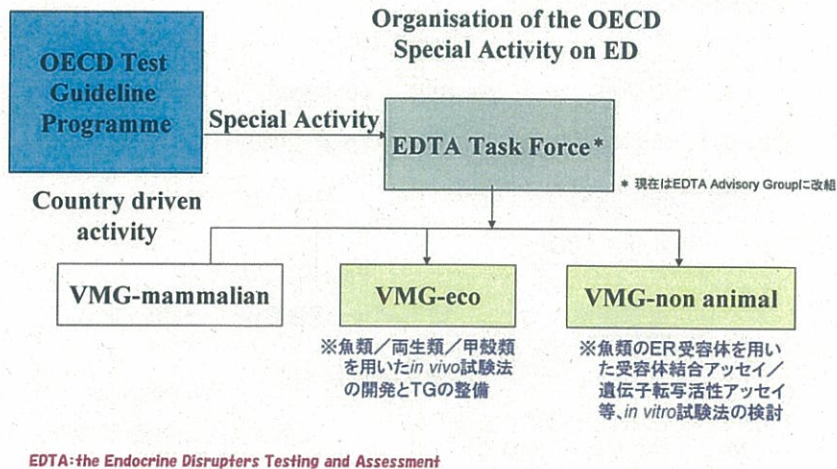 Organisation of the OECD
Special Activity on ED
OECD Test
Guideline
Programme
Special Activity
EDTA Task Force*
* 現在はEDTA Advisory Groupに改組
Country driven
activity
VMG-mammalian
VMG-eco
VMG-non animal
※魚類／両生類／甲殻類
を用いたin vivo試験法
の開発とTGの整備
※魚類のER受容体を用い
た受容体結合アッセイ／
遺伝子転写活性アッセイ
等、in vitro試験法の検討
EDTA:the Endocrine Disrupters Testing and Assessment